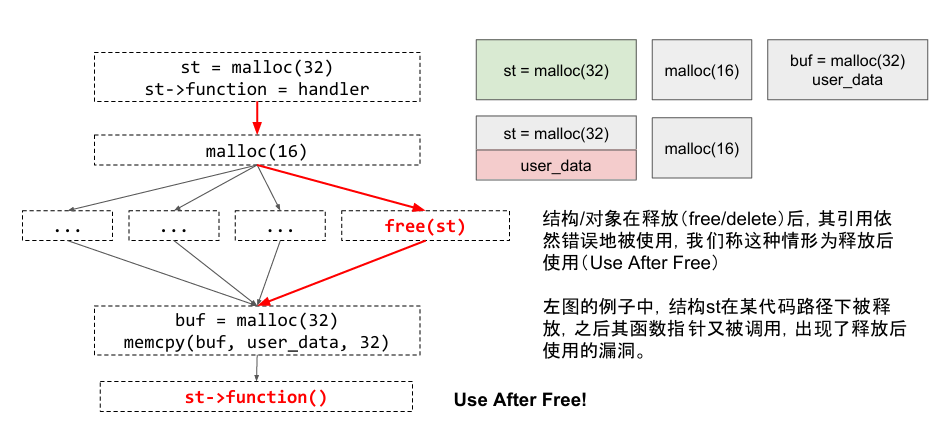 st = malloc(32)
st->function = handler
malloc(16)
...
...
...
free(st)
buf = malloc(32)
memcpy(buf, user_data, 32)
st->function()
st = malloc(32)
malloc(16)
buf = malloc(32)
user_data
st = malloc(32)
user_data
malloc(16)
结构/对象在释放（free/delete）后，其引用依
然错误地被使用，我们称这种情形为释放后
使用（Use After Free）
左图的例子中，结构st在某代码路径下被释
放，之后其函数指针又被调用，出现了释放后
使用的漏洞。
Use After Free!